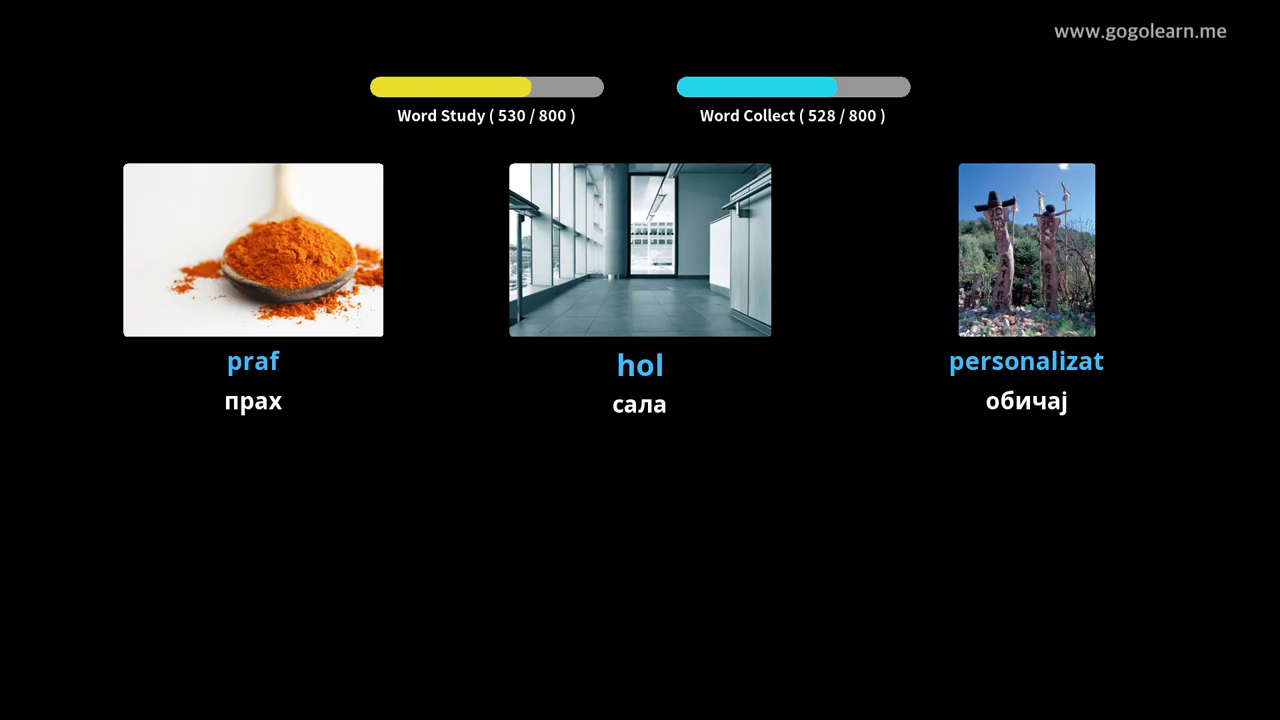 www.gogolearn.me
Word Study ( 530 / 800 )
Word Collect ( 528 / 800 )
praf
прах
hol
сала
personalizat
обичај